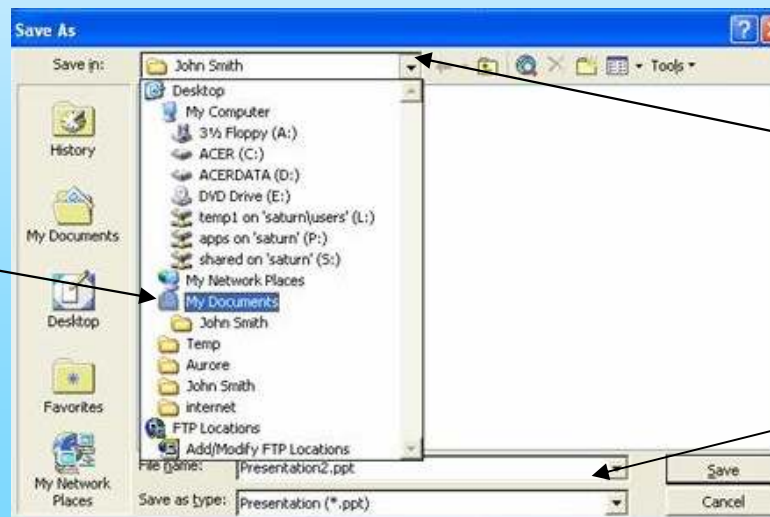 Save As
Save in: John Smith Tools
Desktop
My Computer
3½ Floppy (A:)
ACER (C:)
ACERDATA (D:)
DVD Drive (E:)
temp1 on 'saturn\users' (L:)
apps on 'saturn' (P:)
shared on 'saturn' (S:)
My Network Places
My Documents
John Smith
Temp
Aurore
John Smith
internet
FTP Locations
Add/Modify FTP Locations
History
My Documents
Desktop
Favorites
My Network
Places
File name: Presentation2.ppt Save
Save as type: Presentation (*.ppt) Cancel